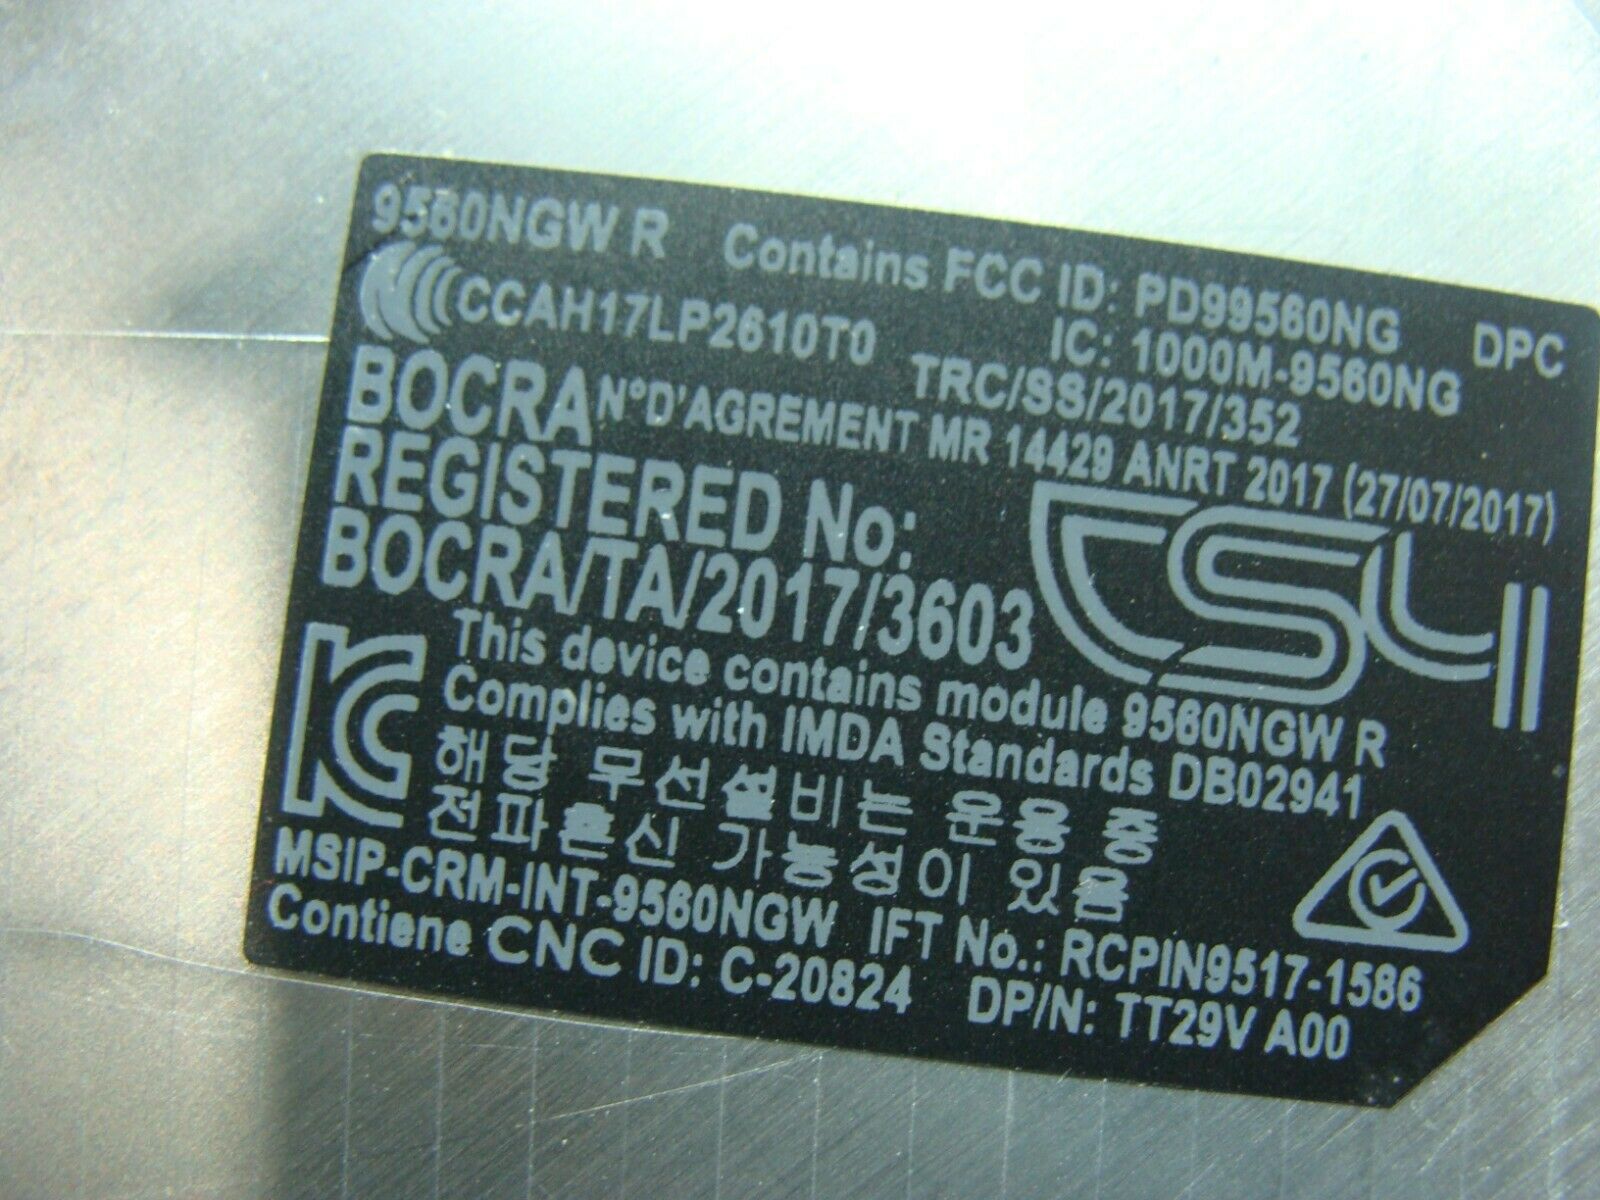 9560NGW R Contains FCC ID: PD99560NG DPC
CCAH17LP2610T0 IC: 1000M-9560NG
TRC/SS/2017/352
BOCRA N°D'AGREMENT MR 14429 ANRT 2017 (27/07/2017)
REGISTERED No:
BOCRA/TA/2017/3603
This device contains module 9560NGW R
Complies with IMDA Standards DB02941
해당 무선설비는 운용 중
전파혼신 가능성이 있음
MSIP-CRM-INT-9560NGW IFT No.: RCPIN9517-1586
Contiene CNC ID: C-20824 DP/N: TT29V A00